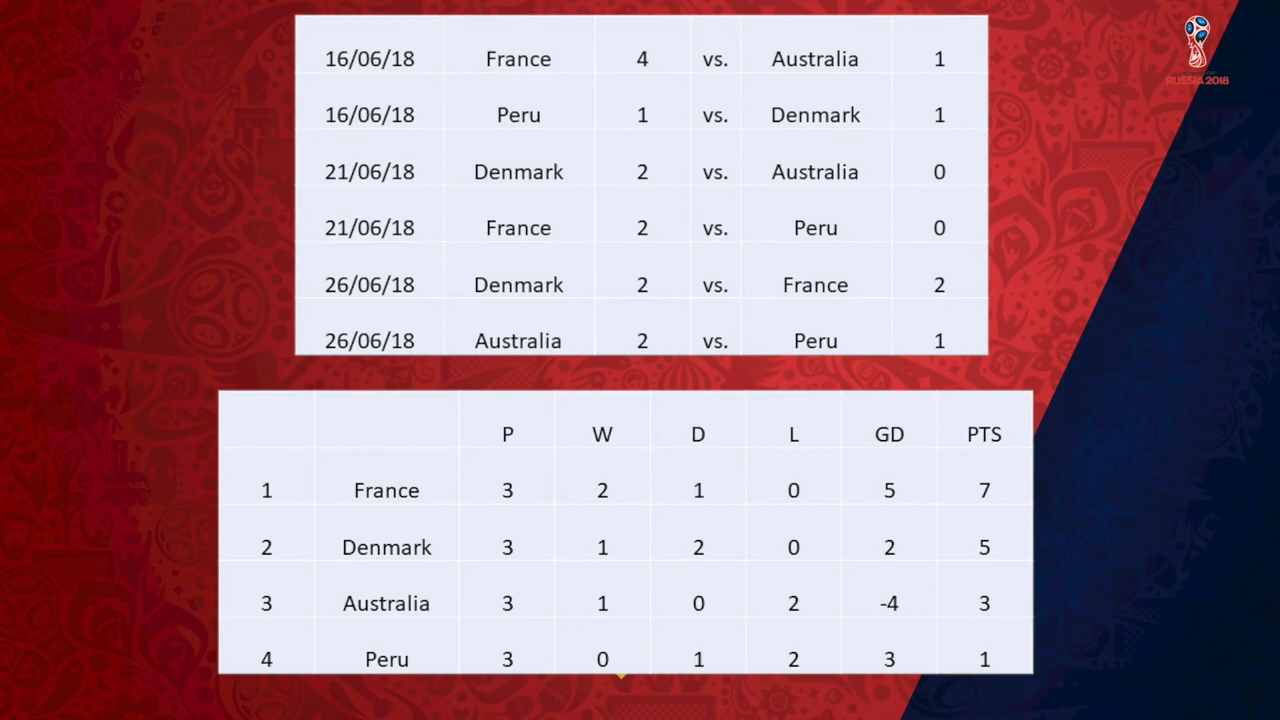 RUSSIA 2018
16/06/18 France 4 vs. Australia 1
16/06/18 Peru 1 vs. Denmark 1
21/06/18 Denmark 2 vs. Australia 0
21/06/18 France 2 vs. Peru 0
26/06/18 Denmark 2 vs. France 2
26/06/18 Australia 2 vs. Peru 1
P W D L GD PTS
1 France 3 2 1 0 5 7
2 Denmark 3 1 2 0 2 5
3 Australia 3 1 0 2 -4 3
4 Peru 3 0 1 2 3 1